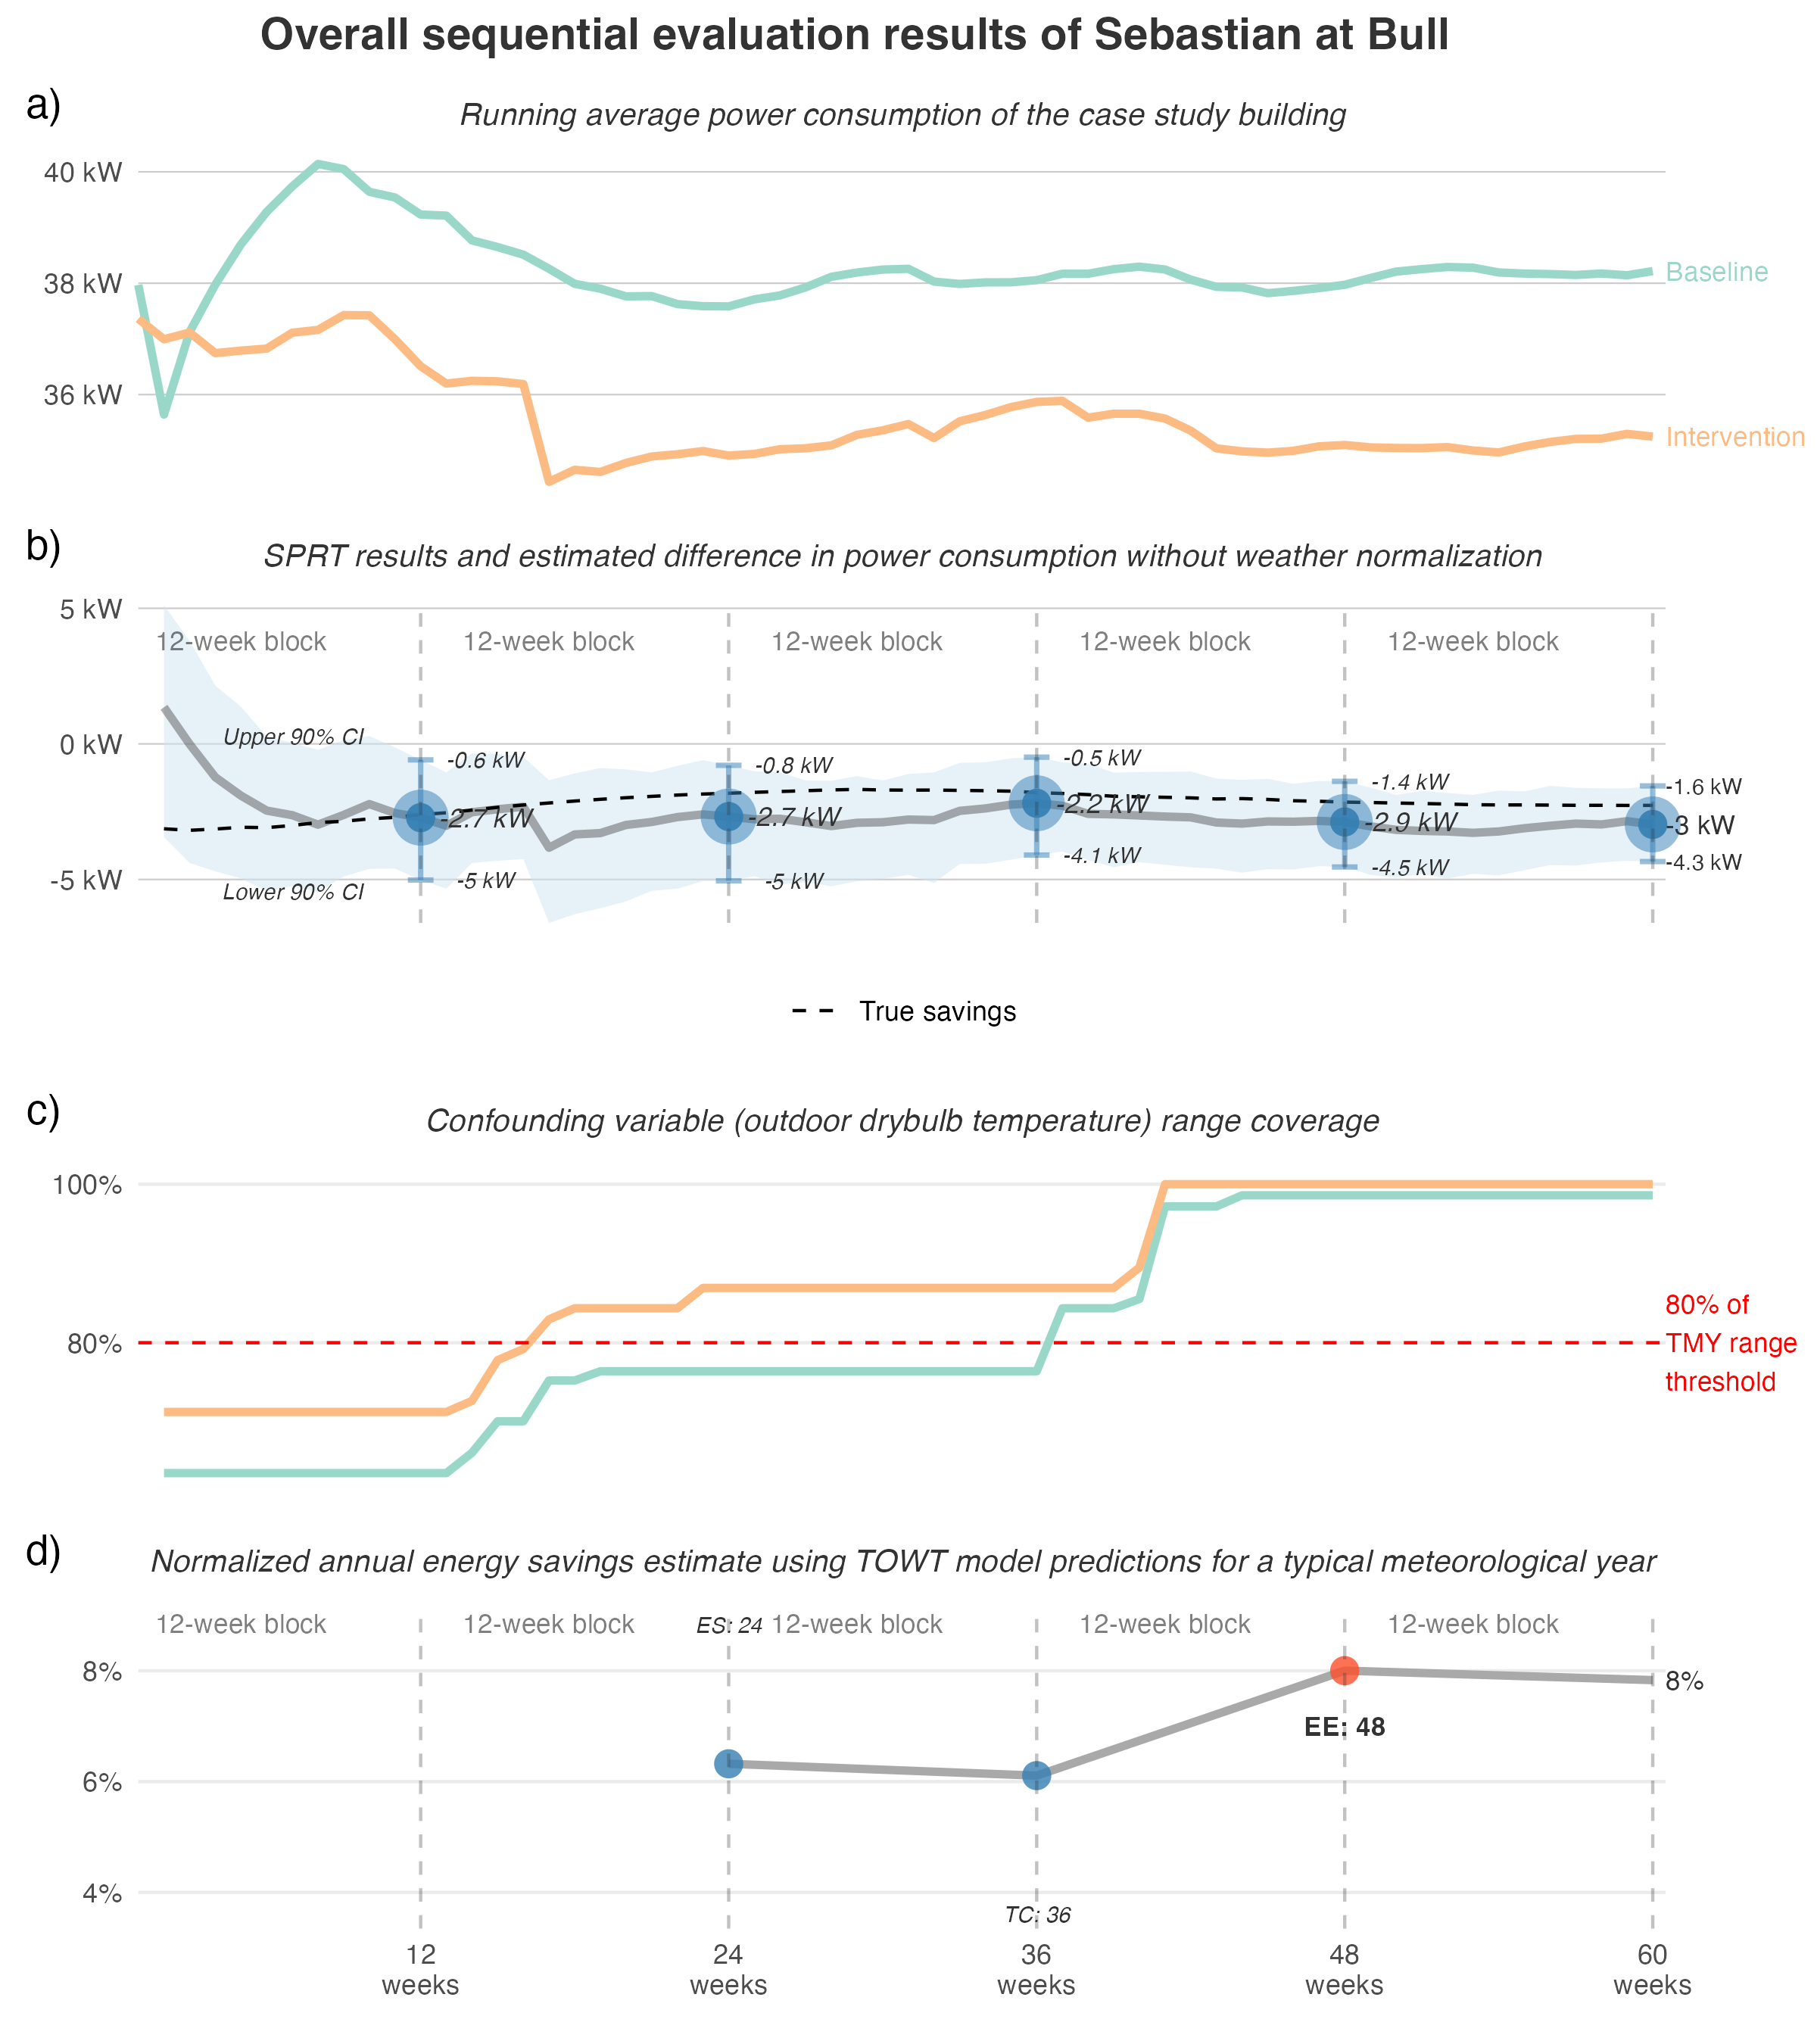 Overall sequential evaluation results of Sebastian at Bull
a)
Running average power consumption of the case study building
40 kW
38 kW
36 kW
Baseline
Intervention
b)
SPRT results and estimated difference in power consumption without weather normalization
5 kW
0 kW
-5 kW
12-week block
12-week block
12-week block
12-week block
12-week block
Upper 90% CI
Lower 90% CI
-0.6 kW
-2.7 kW
-5 kW
-0.8 kW
-2.7 kW
-5 kW
-0.5 kW
-2.2 kW
-4.1 kW
-1.4 kW
-2.9 kW
-4.5 kW
-1.6 kW
-3 kW
-4.3 kW
True savings
c)
Confounding variable (outdoor drybulb temperature) range coverage
100%
80%
80% of
TMY range
threshold
d)
Normalized annual energy savings estimate using TOWT model predictions for a typical meteorological year
12-week block
12-week block
ES: 24
12-week block
12-week block
12-week block
8%
6%
4%
8%
EE: 48
TC: 36
12
weeks
24
weeks
36
weeks
48
weeks
60
weeks